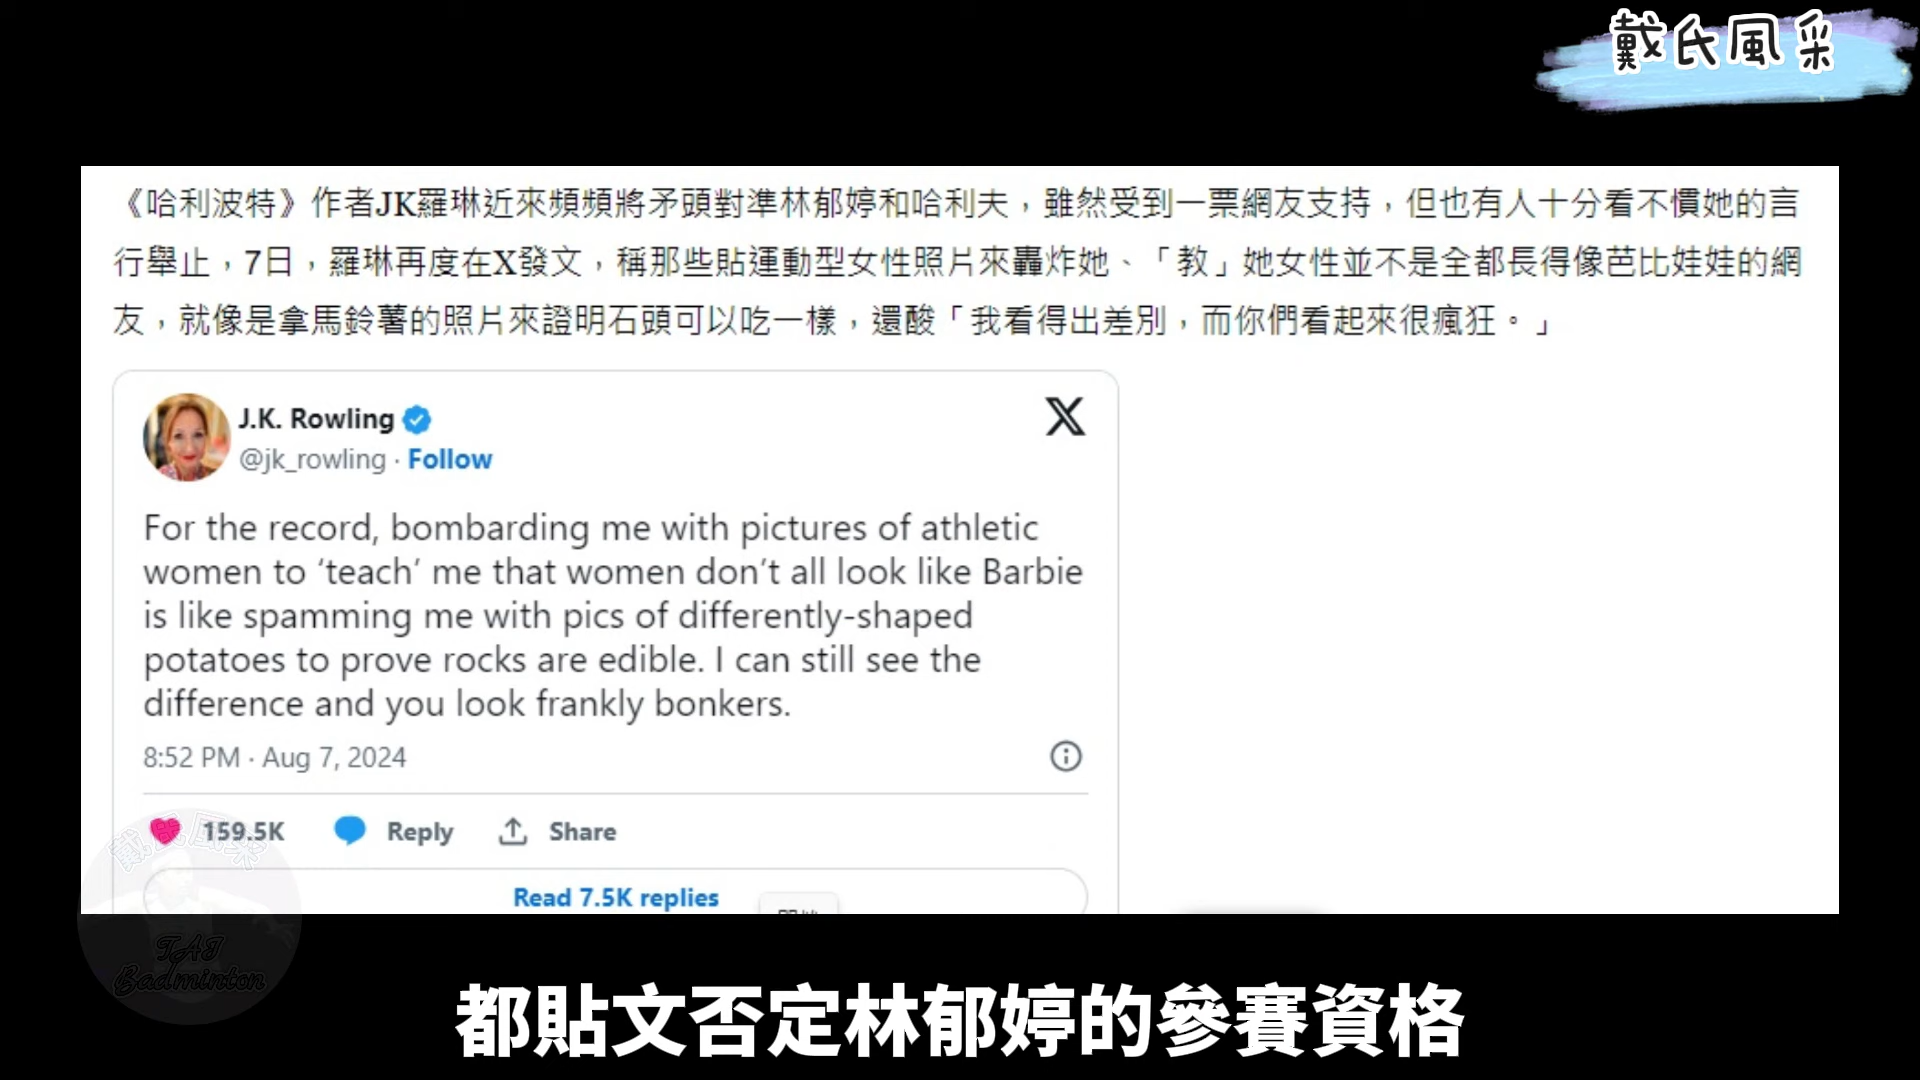 戴氏風采
《哈利波特》作者JK羅琳近來頻頻將矛頭對準林郁婷和哈利夫，雖然受到一票網友支持，但也有人十分看不慣她的言
行舉止，7日，羅琳再度在X發文，稱那些貼運動型女性照片來轟炸她、「教」她女性並不是全都長得像芭比娃娃的網
友，就像是拿馬鈴薯的照片來證明石頭可以吃一樣，還酸「我看得出差別，而你們看起來很瘋狂。」
J.K. Rowling
@jk_rowling · Follow
For the record, bombarding me with pictures of athletic
women to ‘teach’ me that women don’t all look like Barbie
is like spamming me with pics of differently-shaped
potatoes to prove rocks are edible. I can still see the
difference and you look frankly bonkers.
8:52 PM · Aug 7, 2024
159.5K Reply Share
Read 7.5K replies
戴氏風采
TAI
Badminton
都貼文否定林郁婷的參賽資格